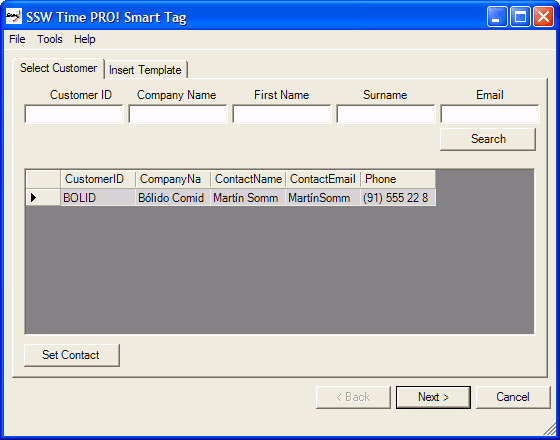 SSW Time PRO! Smart Tag
File Tools Help
Select Customer Insert Template
Customer ID Company Name First Name Surname Email
Search
CustomerID CompanyNa ContactName ContactEmail Phone
BOLID Bólido Comid Martín Somm MartínSomm (91) 555 22 8
Set Contact
< Back Next > Cancel